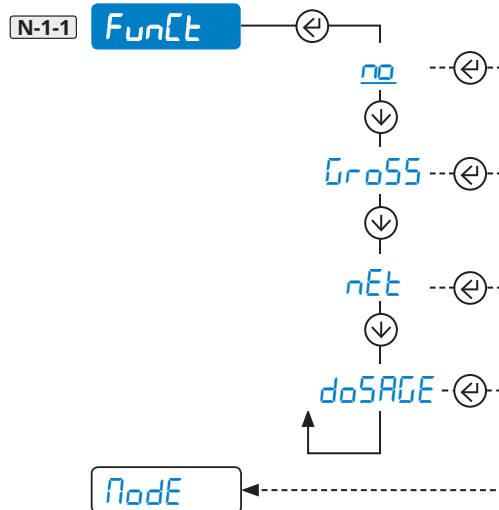 N-1-1 FunCt
no
GroSS
nEt
doSAGE
ModE